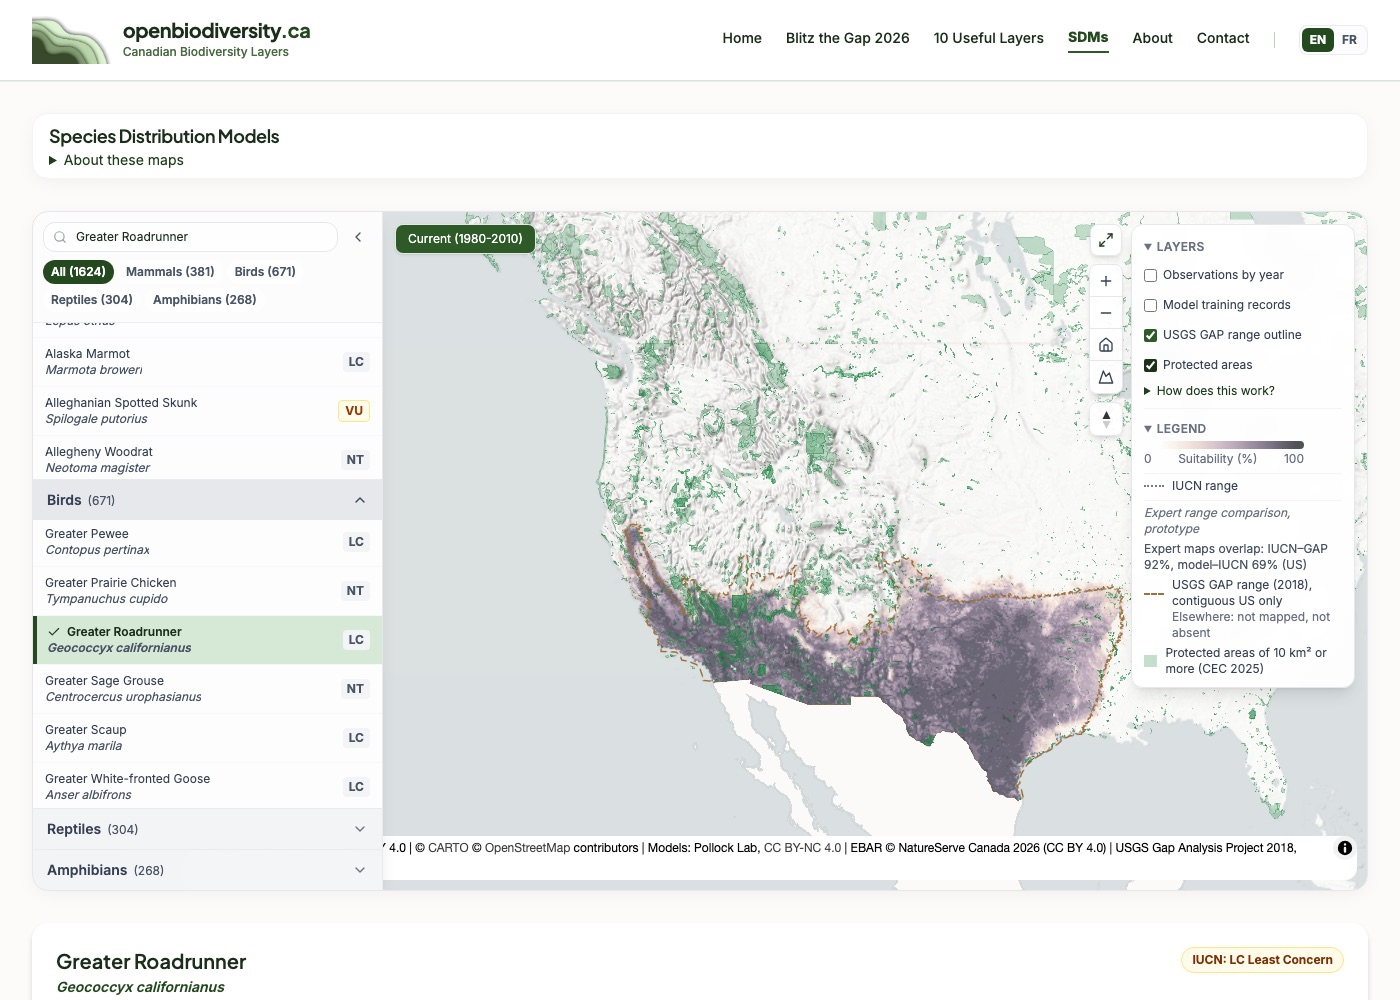 openbiodiversity.ca
Canadian Biodiversity Layers
Home
Blitz the Gap 2026
10 Useful Layers
SDMs
About
Contact
EN
FR
Species Distribution Models
About these maps
Greater Roadrunner
All (1624)
Mammals (381)
Birds (671)
Reptiles (304)
Amphibians (268)
Alaska Marmot
Marmota broweri
LC
Alleghanian Spotted Skunk
Spilogale putorius
VU
Allegheny Woodrat
Neotoma magister
NT
Birds (671)
Greater Pewee
Contopus pertinax
LC
Greater Prairie Chicken
Tympanuchus cupido
NT
Greater Roadrunner
Geococcyx californianus
LC
Greater Sage Grouse
Centrocercus urophasianus
NT
Greater Scaup
Aythya marila
LC
Greater White-fronted Goose
Anser albifrons
LC
Reptiles (304)
Amphibians (268)
Current (1980-2010)
LAYERS
Observations by year
Model training records
USGS GAP range outline
Protected areas
How does this work?
LEGEND
0 Suitability (%) 100
IUCN range
Expert range comparison,
prototype
Expert maps overlap: IUCN–GAP
92%, model–IUCN 69% (US)
USGS GAP range (2018),
contiguous US only
Elsewhere: not mapped, not
absent
Protected areas of 10 km² or
more (CEC 2025)
4.0 | © CARTO © OpenStreetMap contributors | Models: Pollock Lab, CC BY-NC 4.0 | EBAR © NatureServe Canada 2026 (CC BY 4.0) | USGS Gap Analysis Project 2018,
Greater Roadrunner
Geococcyx californianus
IUCN: LC Least Concern